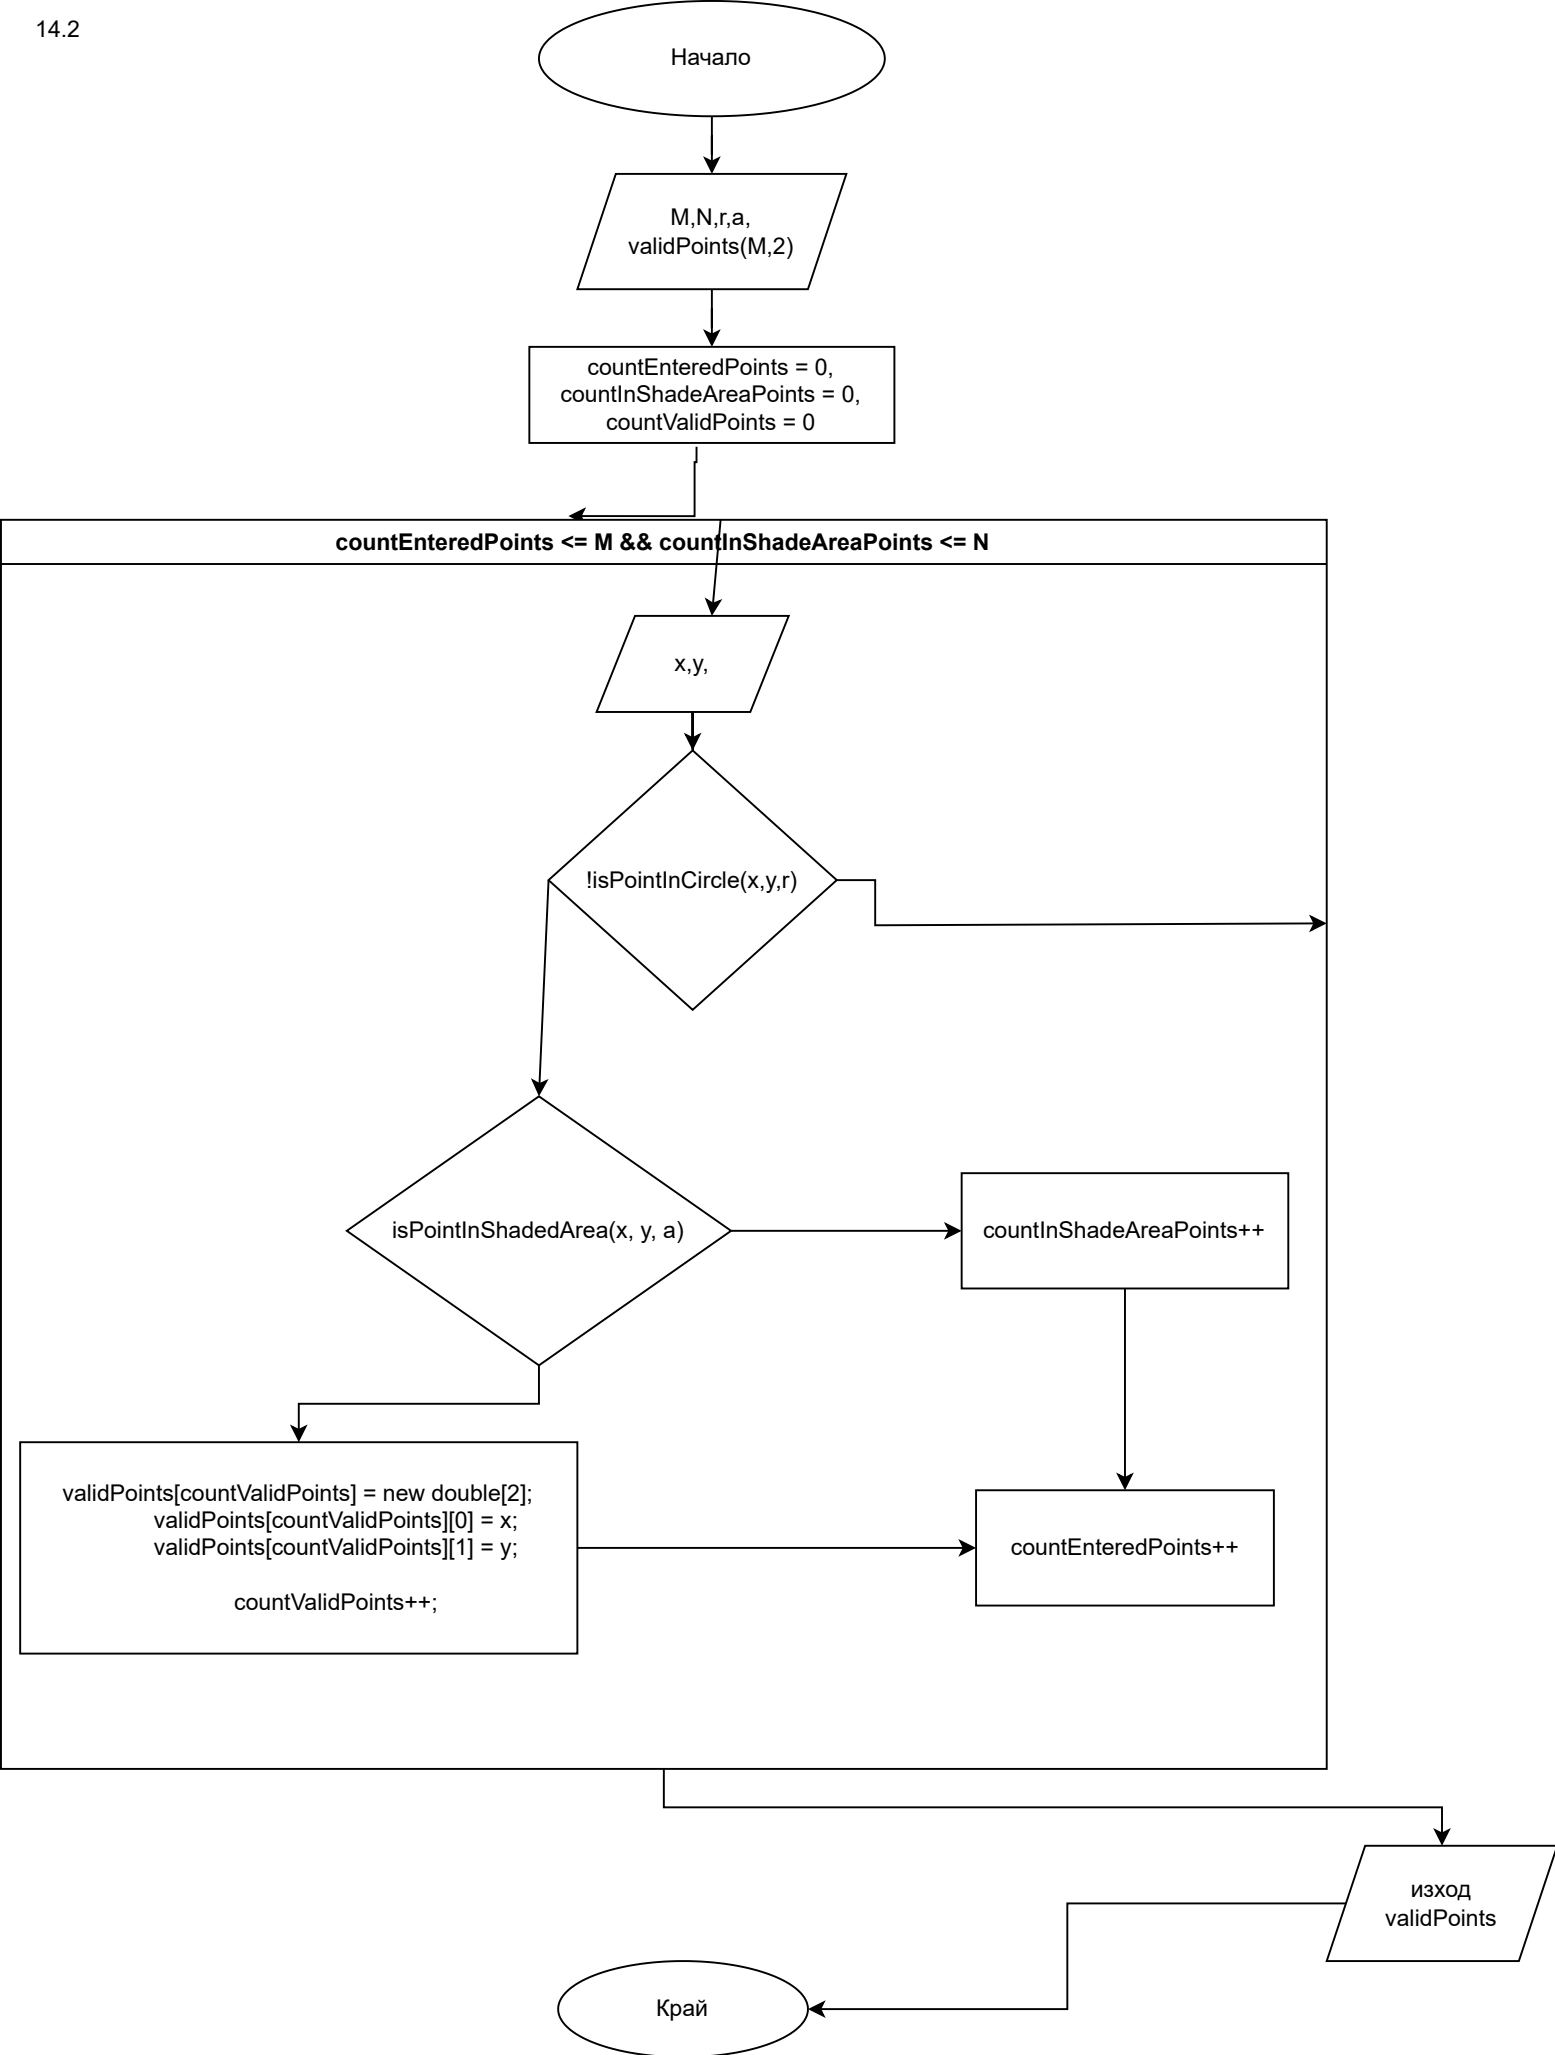 14.2
Начало
M,N,r,a,
validPoints(M,2)
countEnteredPoints = 0,
countInShadeAreaPoints = 0,
countValidPoints = 0
countEnteredPoints <= M && countInShadeAreaPoints <= N
x,y,
!isPointInCircle(x,y,r)
isPointInShadedArea(x, y, a)
countInShadeAreaPoints++
validPoints[countValidPoints] = new double[2];
validPoints[countValidPoints][0] = x;
validPoints[countValidPoints][1] = y;
countValidPoints++;
countEnteredPoints++
изход
validPoints
Край